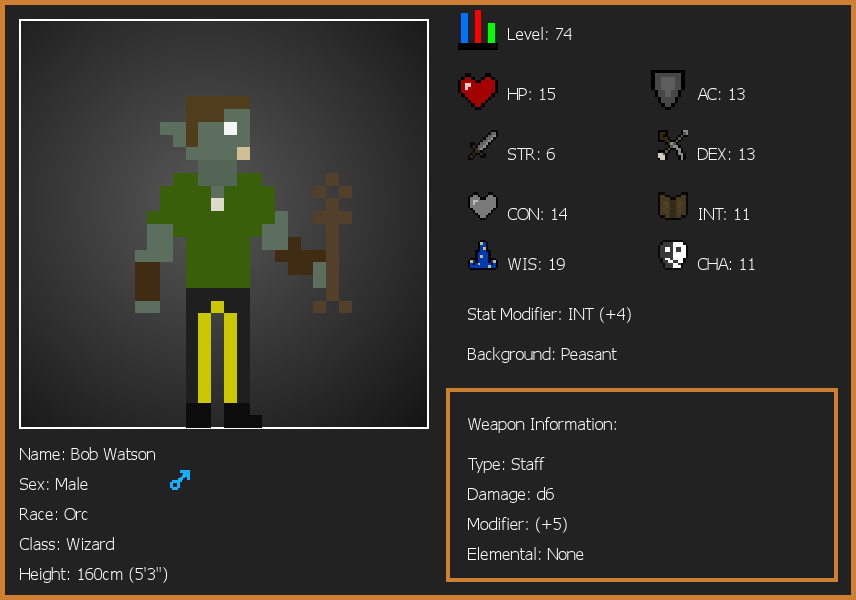 Level: 74
HP: 15
AC: 13
STR: 6
DEX: 13
CON: 14
INT: 11
WIS: 19
CHA: 11
Stat Modifier: INT (+4)
Background: Peasant
Weapon Information:
Type: Staff
Damage: d6
Modifier: (+5)
Elemental: None
Name: Bob Watson
Sex: Male
Race: Orc
Class: Wizard
Height: 160cm (5'3")